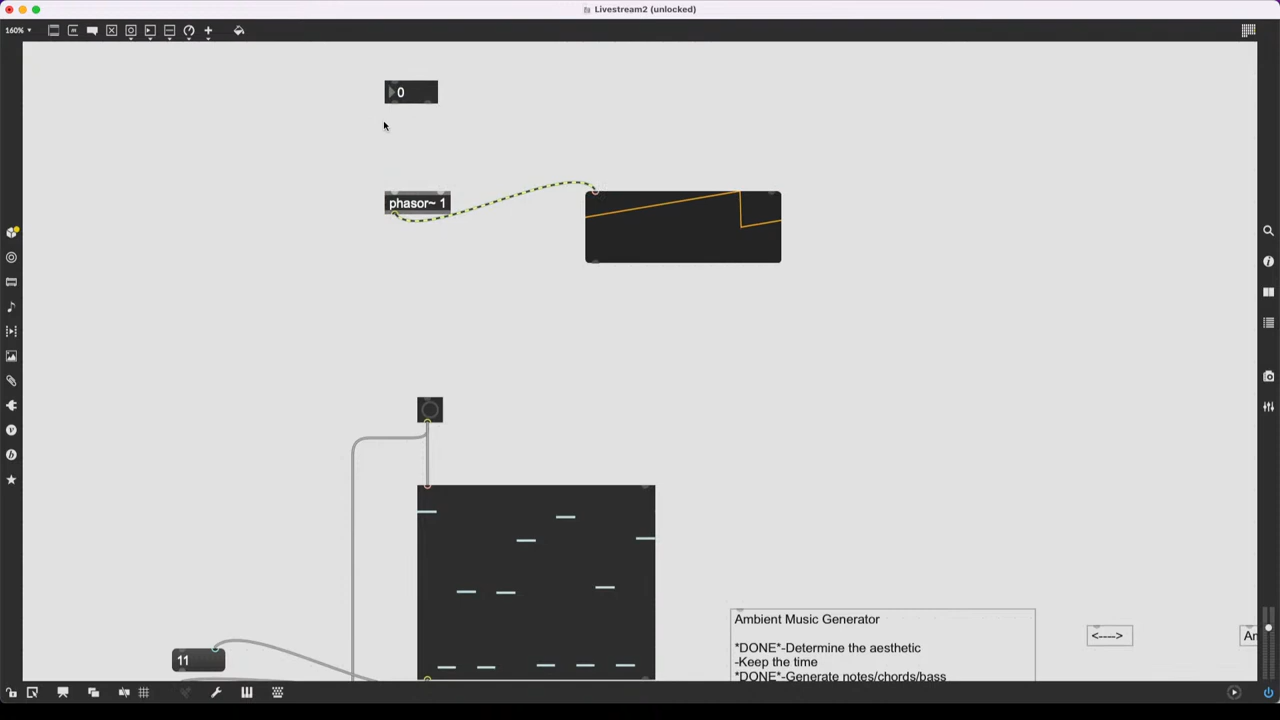 Livestream2 (unlocked)
160%
0
phasor~ 1
11
Ambient Music Generator
*DONE*-Determine the aesthetic
-Keep the time
*DONE*-Generate notes/chords/bass
<---->
Am